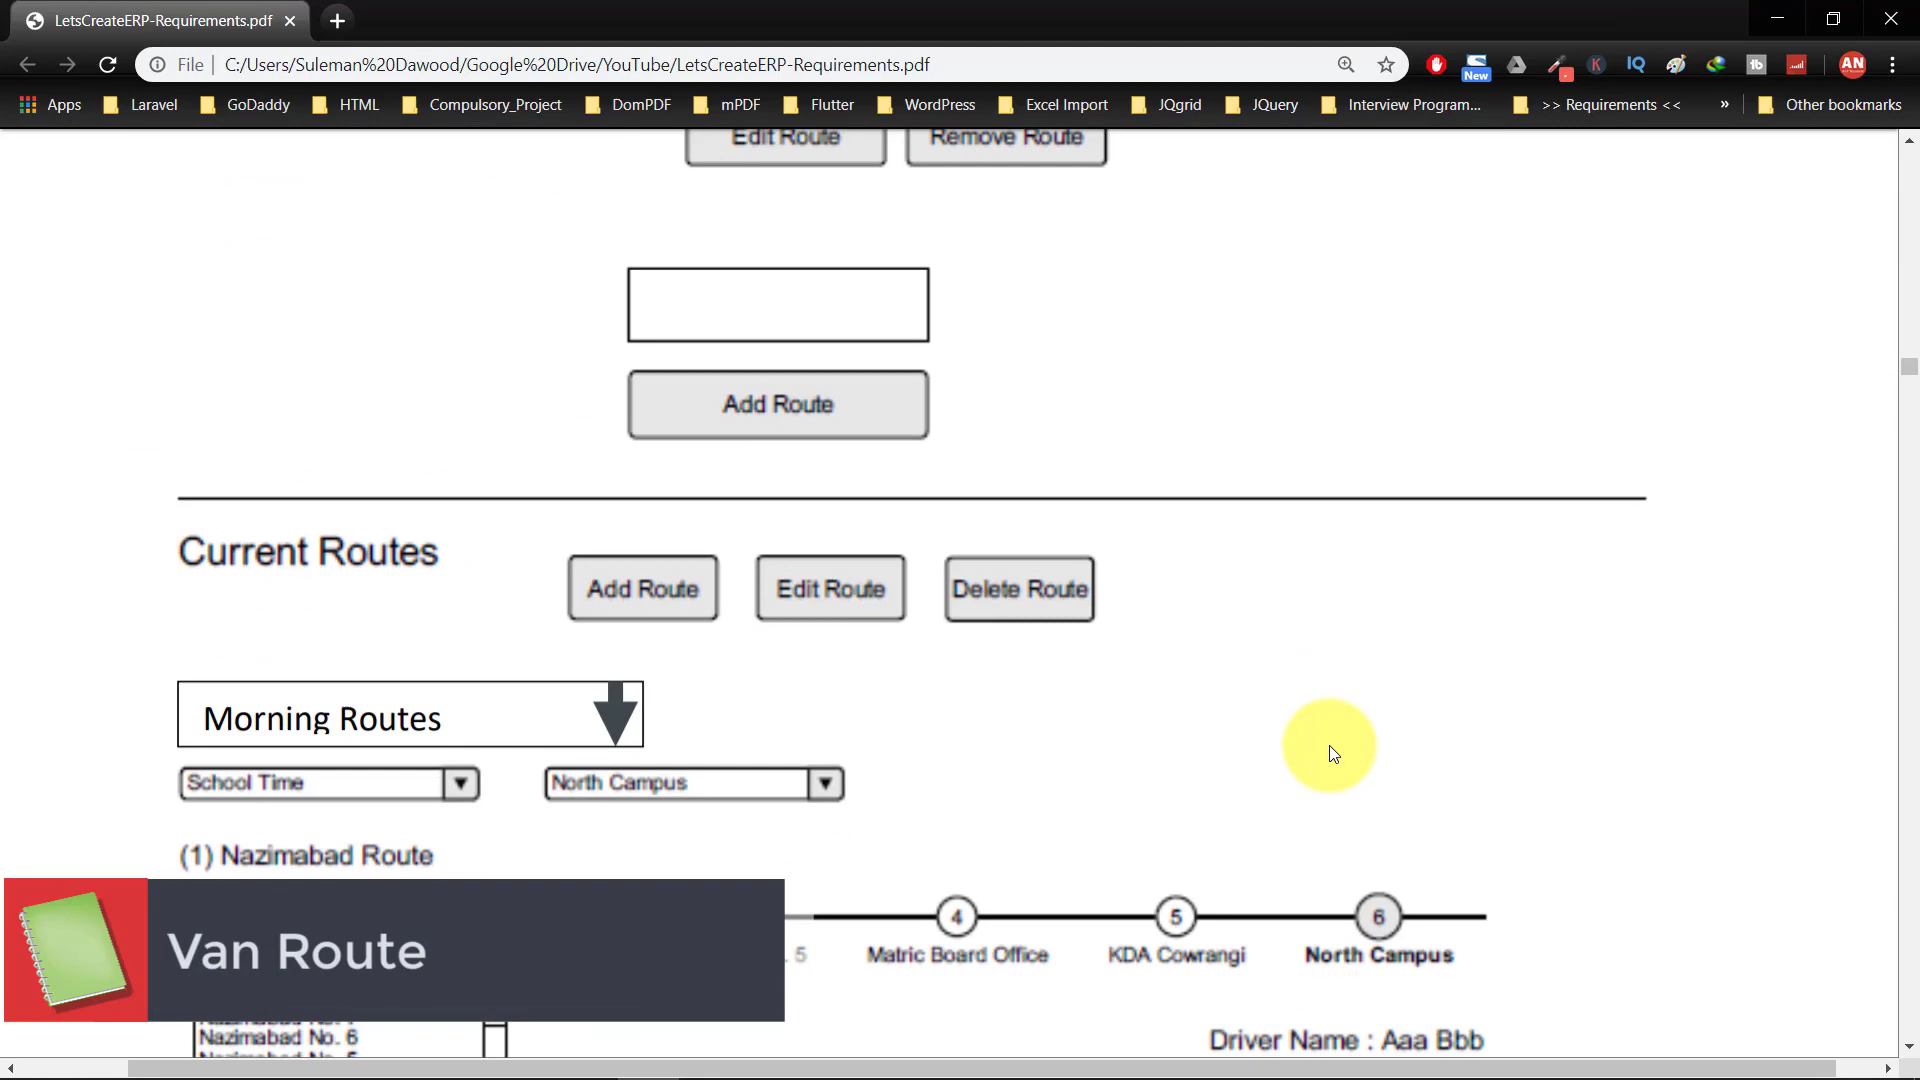 LetsCreateERP-Requirements.pdf
File C:/Users/Suleman%20Dawood/Google%20Drive/YouTube/LetsCreateERP-Requirements.pdf
New
AN
Apps Laravel GoDaddy HTML Compulsory_Project DomPDF mPDF Flutter WordPress Excel Import JQgrid JQuery Interview Program... >> Requirements << » Other bookmarks
Edit Route Remove Route
Add Route
Current Routes
Add Route Edit Route Delete Route
Morning Routes
School Time North Campus
(1) Nazimabad Route
4 5 6
. 5 Matric Board Office KDA Cowrangi North Campus
Van Route
Nazimabad No. 6
Driver Name : Aaa Bbb